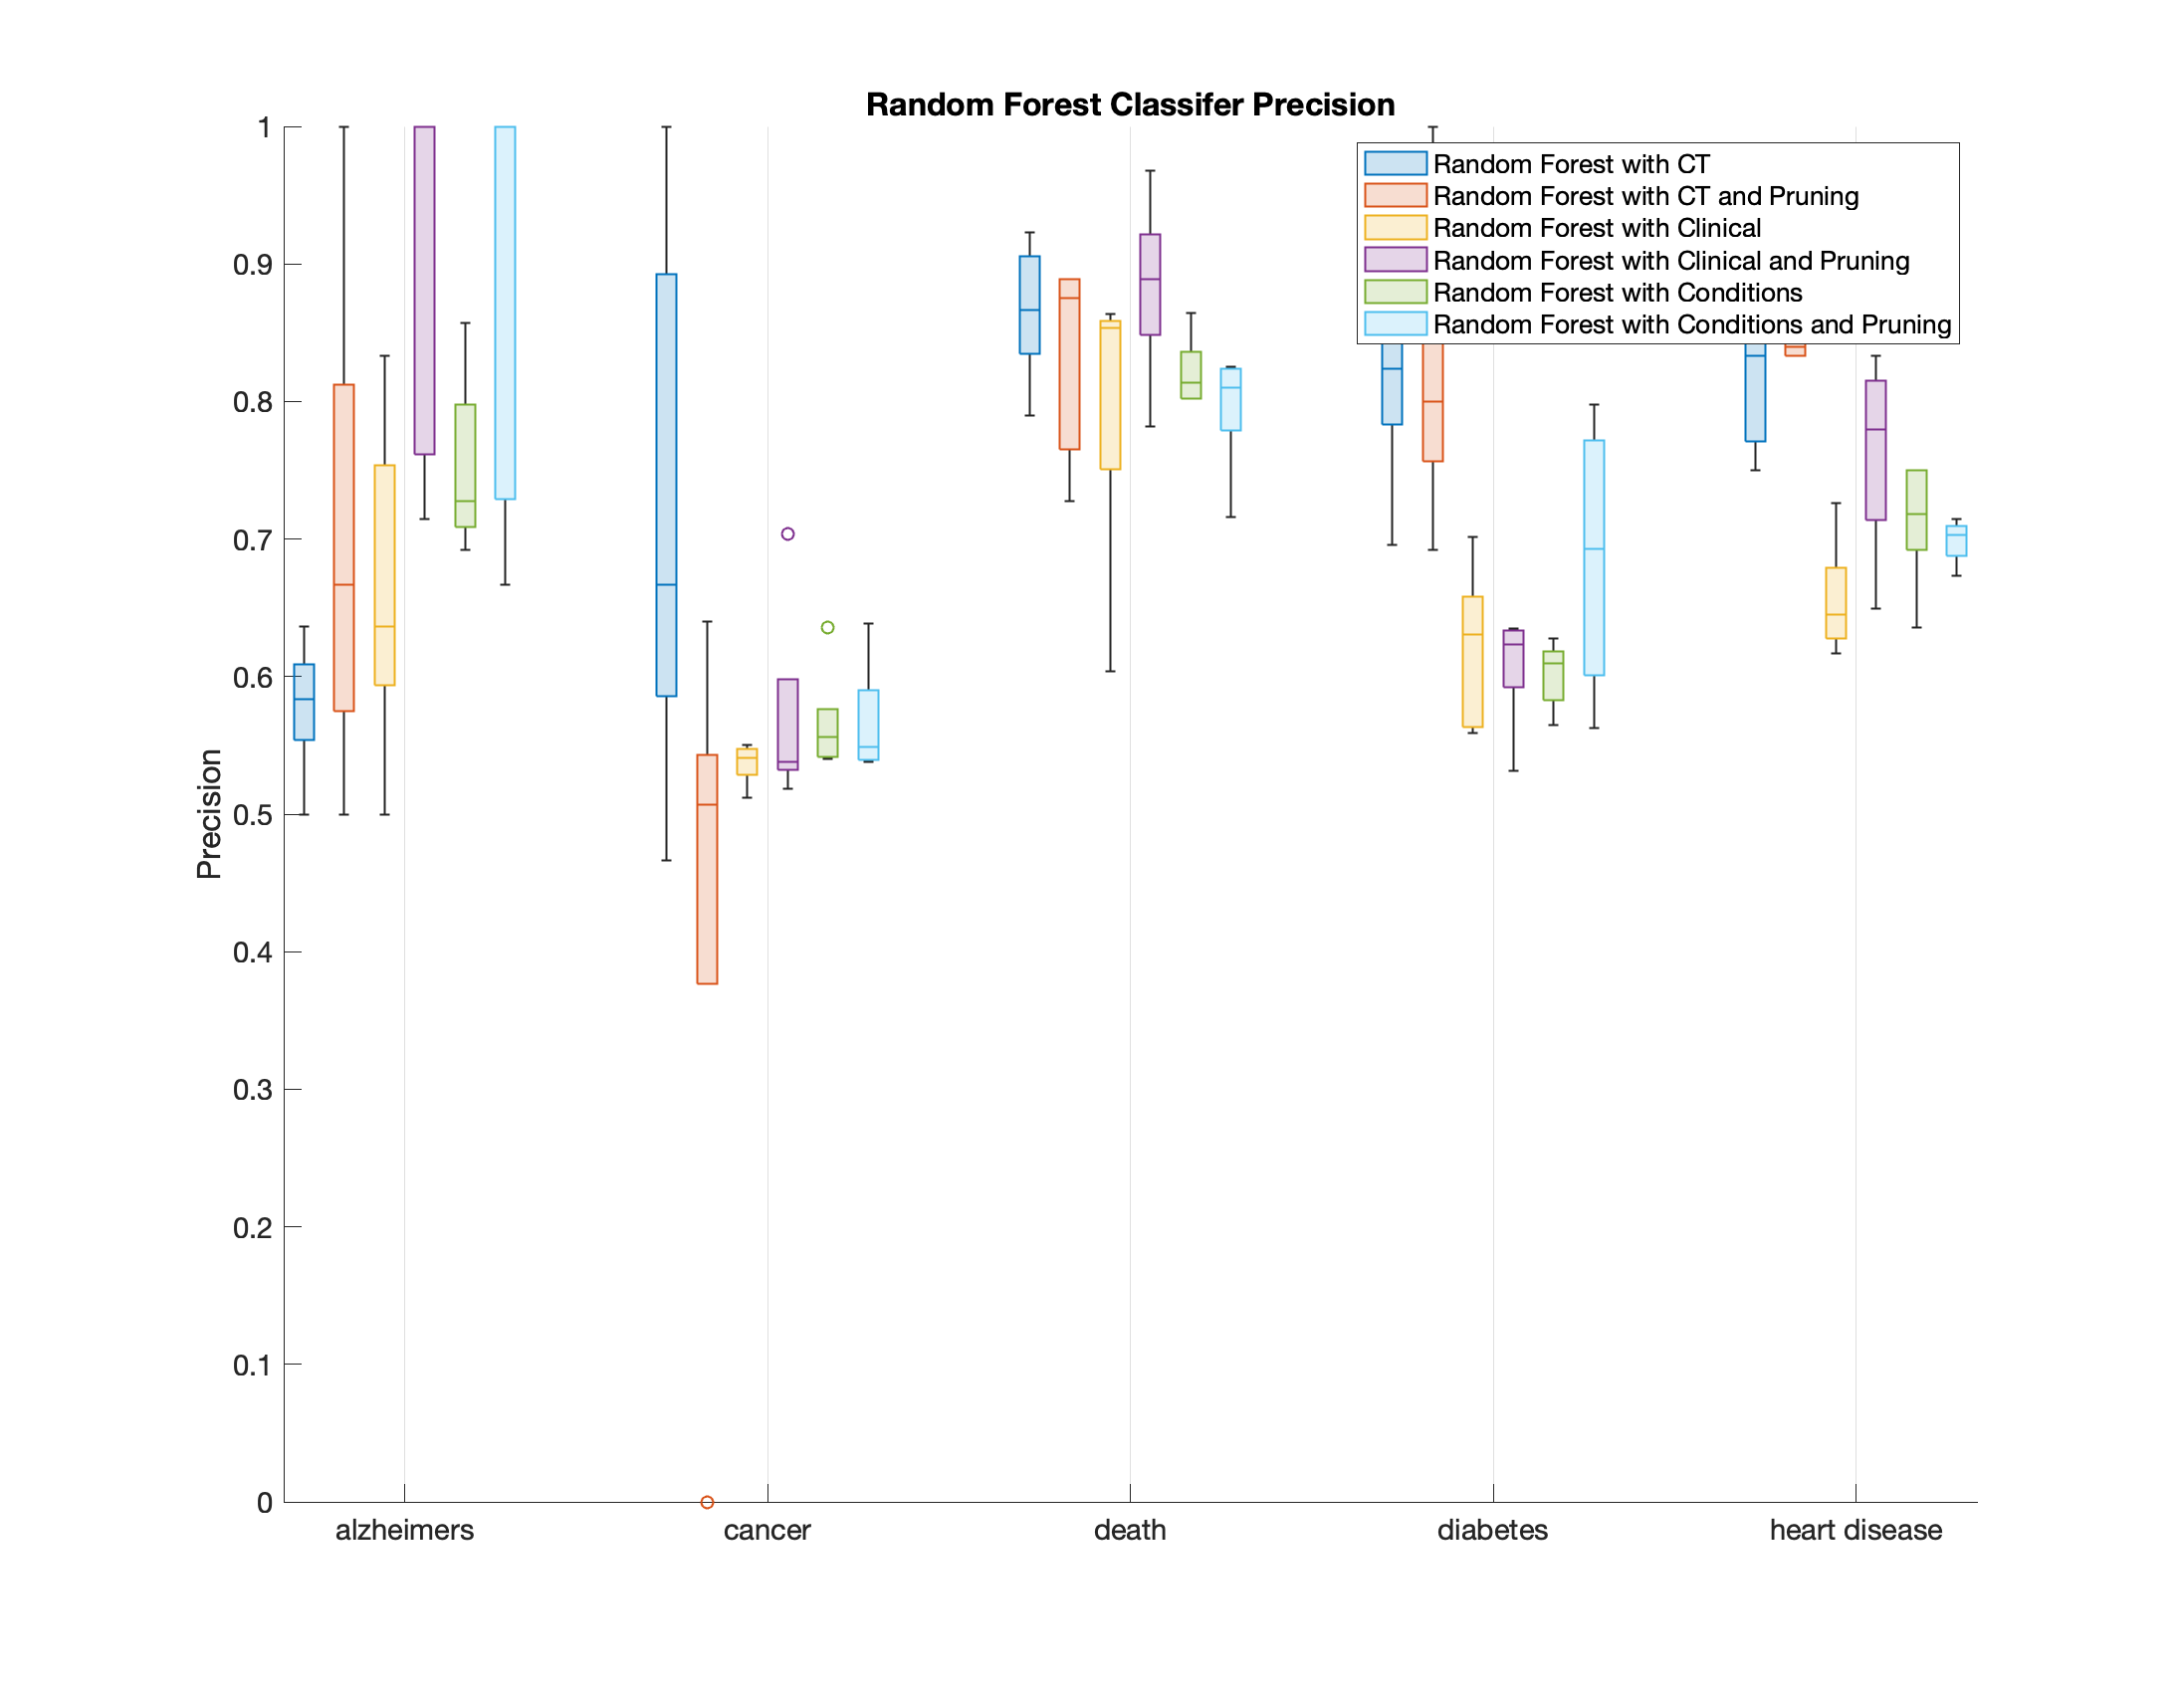 Random Forest Classifer Precision
Random Forest with CT
Random Forest with CT and Pruning
Random Forest with Clinical
Random Forest with Clinical and Pruning
Random Forest with Conditions
Random Forest with Conditions and Pruning
Precision
1
0.9
0.8
0.7
0.6
0.5
0.4
0.3
0.2
0.1
0
alzheimers
cancer
death
diabetes
heart disease